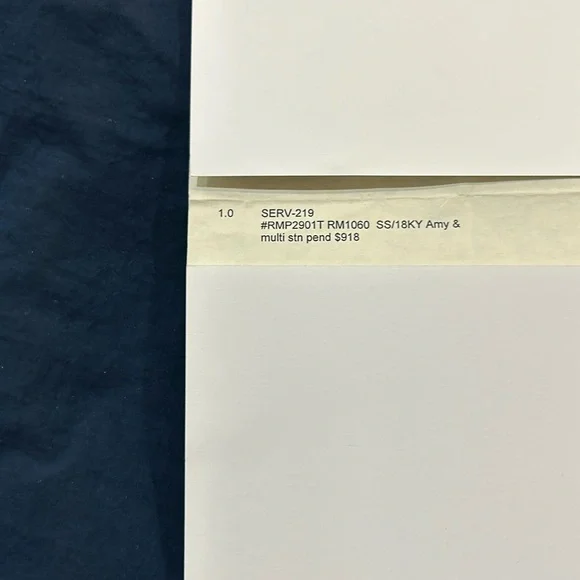 1.0 SERV-219
#RMP2901T RM1060 SS/18KY Amy &
multi stn pend $918